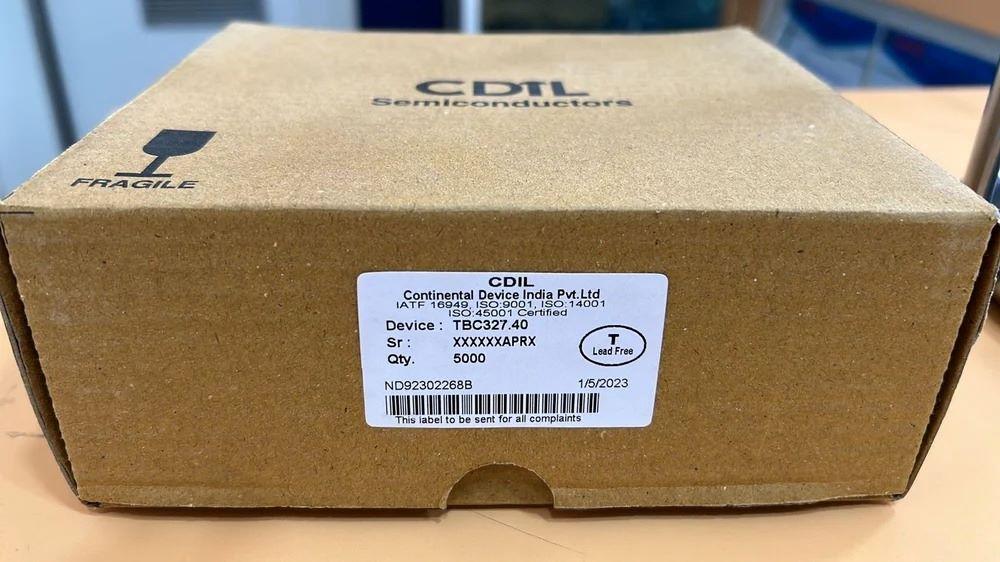 CDIL
Semiconductors
FRAGILE
CDIL
Continental Device India Pvt.Ltd
IATF 16949, ISO:9001, ISO:14001
ISO:45001 Certified
Device : TBC327.40
Sr : XXXXXXAPRX
Qty. 5000
T
Lead Free
ND92302268B 1/5/2023
This label to be sent for all complaints